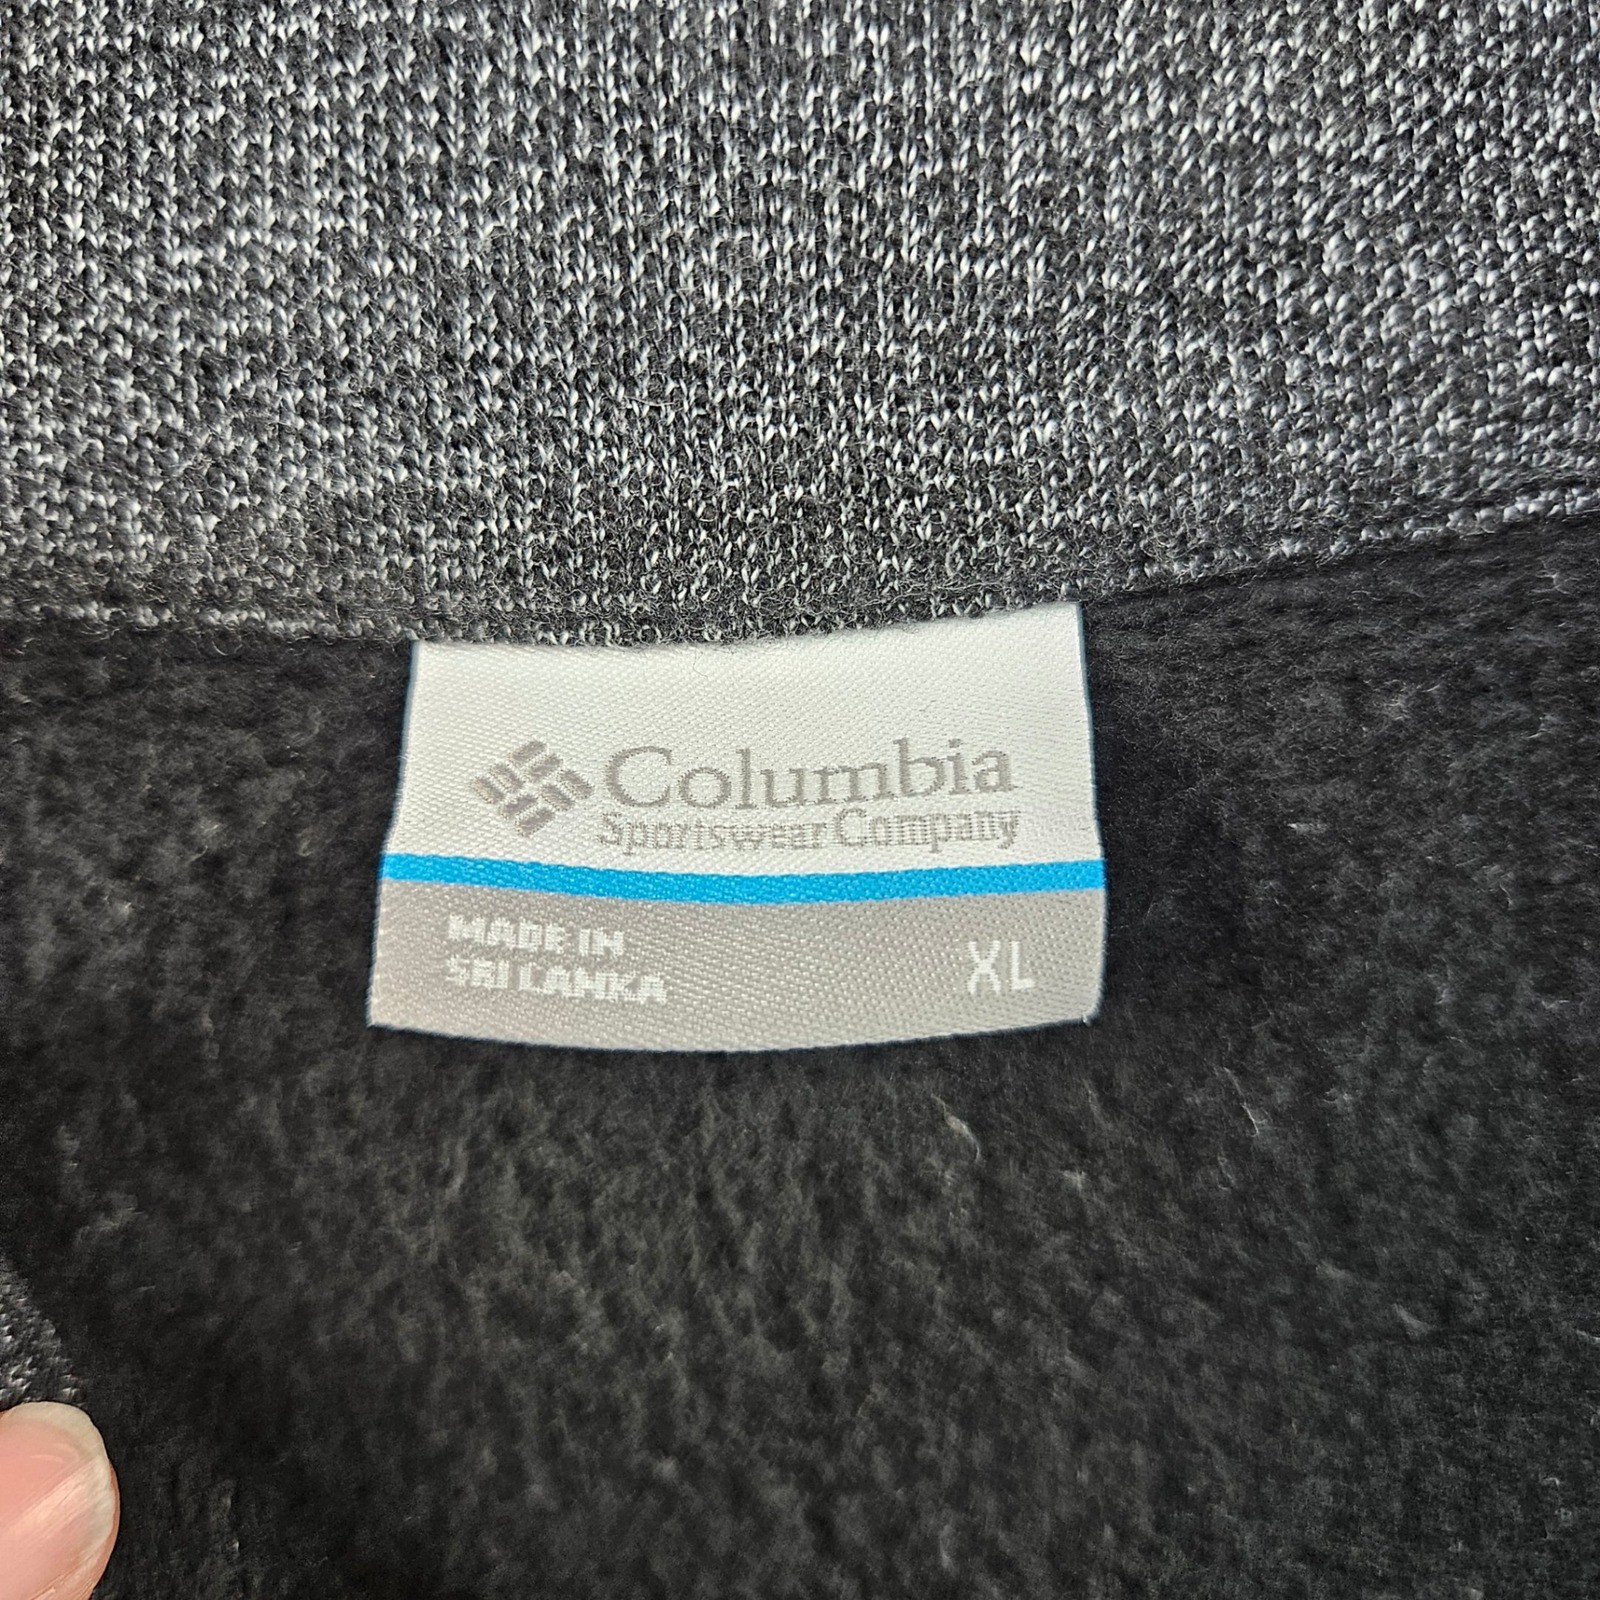 Columbia
Sportswear Company
MADE IN
SRI LANKA
XL